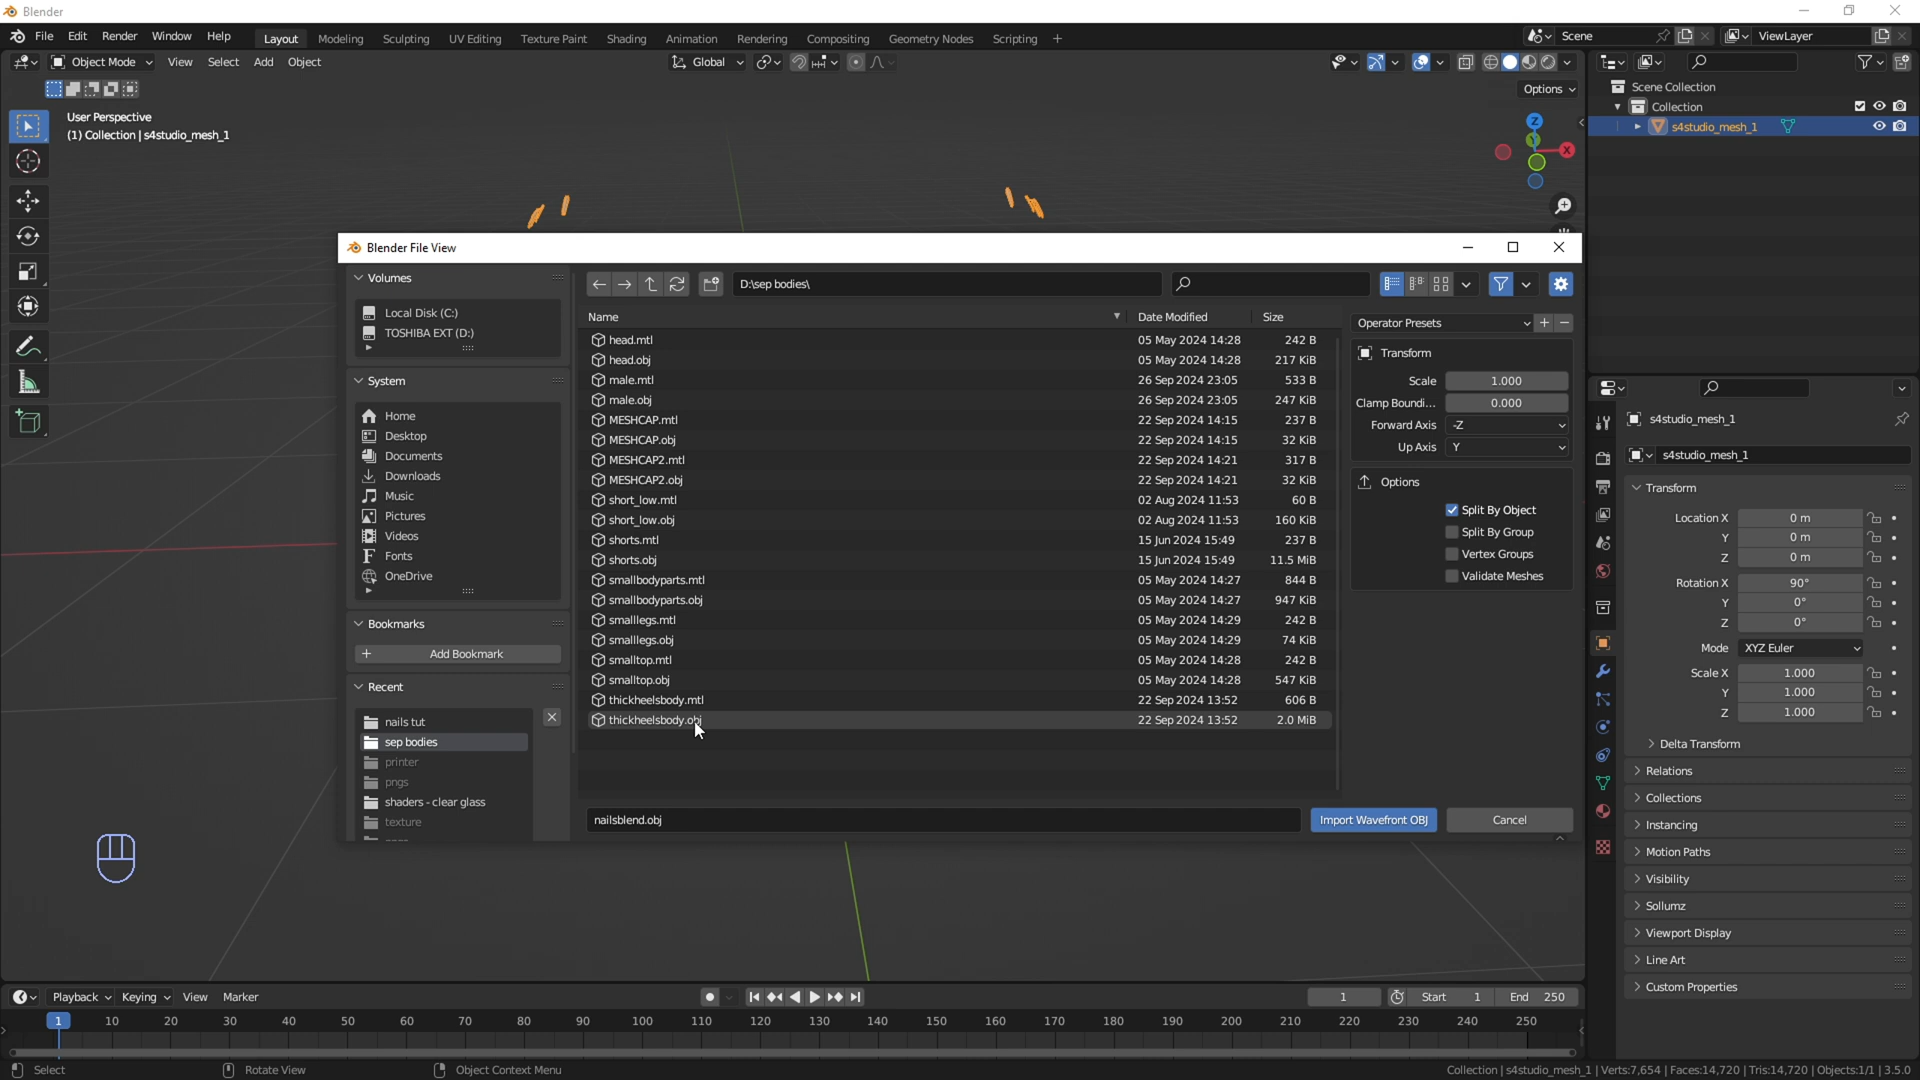 Blender
File Edit Render Window Help Layout Modeling Sculpting UV Editing Texture Paint Shading Animation Rendering Compositing Geometry Nodes Scripting + Scene ViewLayer
Object Mode View Select Add Object Global
Options
User Perspective
(1) Collection | s4studio_mesh_1
Z
Y
X
Scene Collection
Collection
s4studio_mesh_1
Blender File View
Volumes
Local Disk (C:)
TOSHIBA EXT (D:)
System
Home
Desktop
Documents
Downloads
Music
Pictures
Videos
Fonts
OneDrive
Bookmarks
+ Add Bookmark
Recent
nails tut
sep bodies
printer
pngs
shaders - clear glass
texture
D:\sep bodies\
Name Date Modified Size
head.mtl 05 May 2024 14:28 242 B
head.obj 05 May 2024 14:28 217 KiB
male.mtl 26 Sep 2024 23:05 533 B
male.obj 26 Sep 2024 23:05 247 KiB
MESHCAP.mtl 22 Sep 2024 14:15 237 B
MESHCAP.obj 22 Sep 2024 14:15 32 KiB
MESHCAP2.mtl 22 Sep 2024 14:21 317 B
MESHCAP2.obj 22 Sep 2024 14:21 32 KiB
short_low.mtl 02 Aug 2024 11:53 60 B
short_low.obj 02 Aug 2024 11:53 160 KiB
shorts.mtl 15 Jun 2024 15:49 237 B
shorts.obj 15 Jun 2024 15:49 11.5 MiB
smallbodyparts.mtl 05 May 2024 14:27 844 B
smallbodyparts.obj 05 May 2024 14:27 947 KiB
smalllegs.mtl 05 May 2024 14:29 242 B
smalllegs.obj 05 May 2024 14:29 74 KiB
smalltop.mtl 05 May 2024 14:28 242 B
smalltop.obj 05 May 2024 14:28 547 KiB
thickheelsbody.mtl 22 Sep 2024 13:52 606 B
thickheelsbody.obj 22 Sep 2024 13:52 2.0 MiB
Operator Presets
Transform
Scale 1.000
Clamp Boundi... 0.000
Forward Axis -Z
Up Axis Y
Options
Split By Object
Split By Group
Vertex Groups
Validate Meshes
nailsblend.obj Import Wavefront OBJ Cancel
s4studio_mesh_1
s4studio_mesh_1
Transform
Location X 0 m
Y 0 m
Z 0 m
Rotation X 90°
Y 0°
Z 0°
Mode XYZ Euler
Scale X 1.000
Y 1.000
Z 1.000
Delta Transform
Relations
Collections
Instancing
Motion Paths
Visibility
Sollumz
Viewport Display
Line Art
Custom Properties
Playback Keying View Marker 1 Start 1 End 250
1 10 20 30 40 50 60 70 80 90 100 110 120 130 140 150 160 170 180 190 200 210 220 230 240 250
Select Rotate View Object Context Menu Collection | s4studio_mesh_1 | Verts:7,654 | Faces:14,720 | Tris:14,720 | Objects:1/1 | 3.5.0